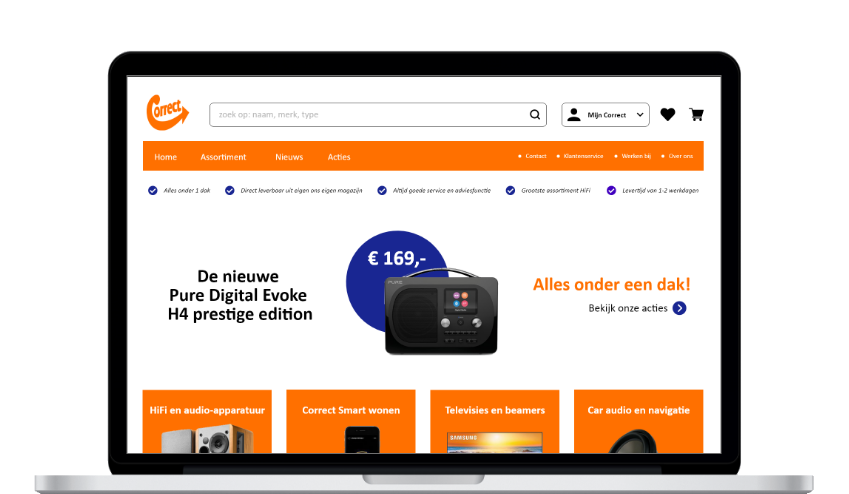 Correct
zoek op: naam, merk, type
Mijn Correct
Home Assortiment Nieuws Acties
Contact Klantenservice Werken bij Over ons
Alles onder 1 dak Direct leverbaar uit eigen ons eigen magazijn Altijd goede service en adviesfunctie Grootste assortiment HiFi Levertijd van 1-2 werkdagen
De nieuwe
Pure Digital Evoke
H4 prestige edition
€ 169,-
PURE
Alles onder een dak!
Bekijk onze acties
HiFi en audio-apparatuur
Correct Smart wonen
Televisies en beamers
Car audio en navigatie
SAMSUNG